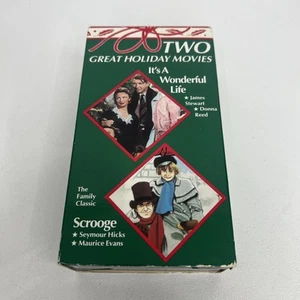 TWO
GREAT HOLIDAY MOVIES
It's A
Wonderful
Life
★ James
Stewart
★ Donna
Reed
The
Family
Classic
Scrooge
★ Seymour Hicks
★ Maurice Evans